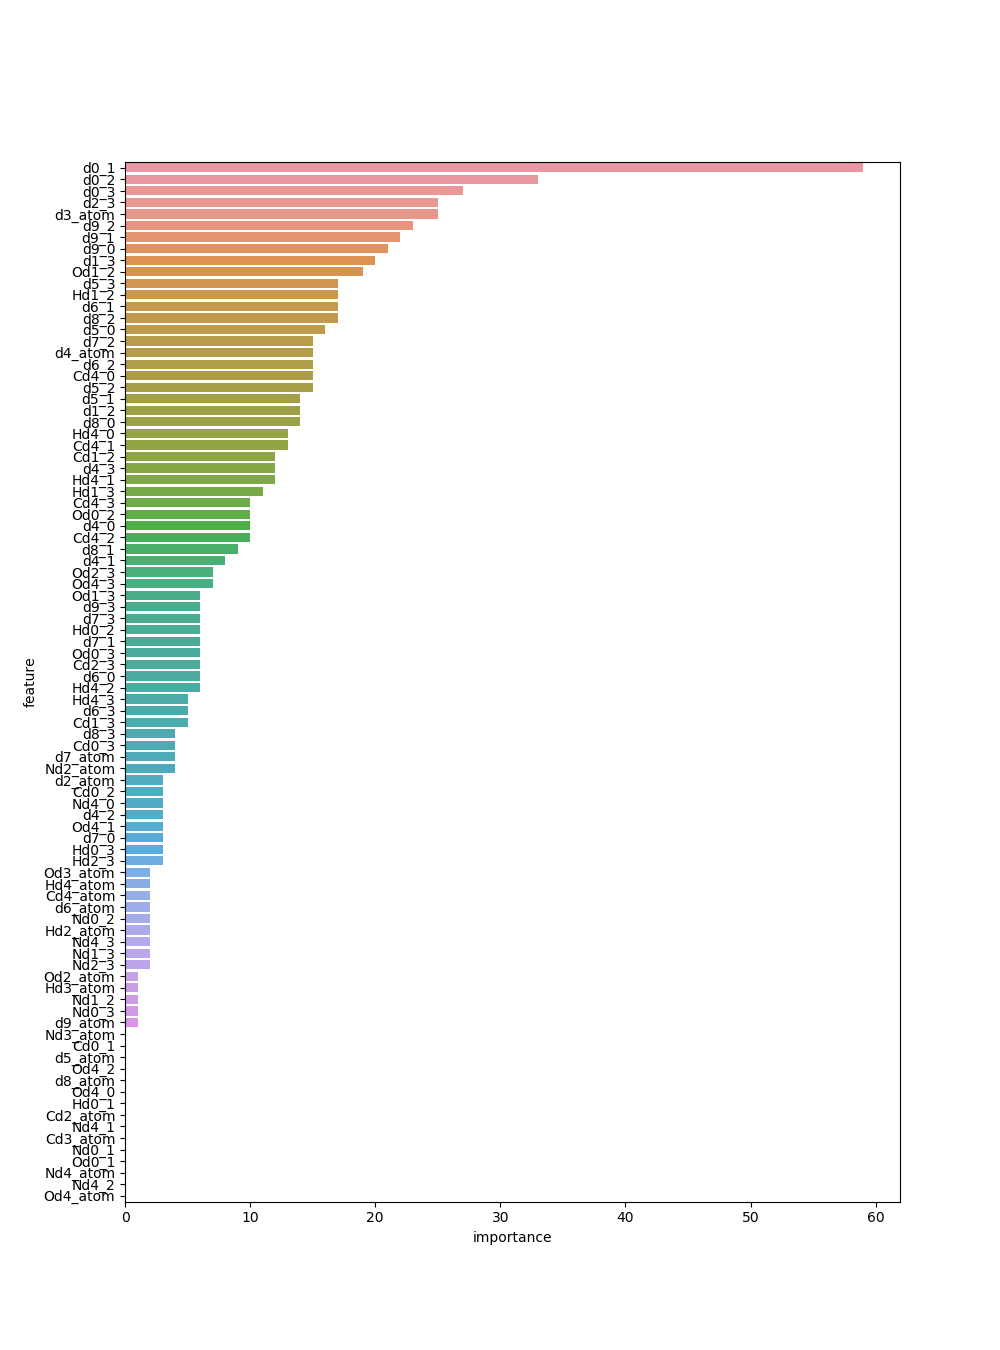 d0_1
d0_2
d0_3
d2_3
d3_atom
d9_2
d9_1
d9_0
d1_3
Od1_2
d5_3
Hd1_2
d6_1
d8_2
d5_0
d7_2
d4_atom
d6_2
Cd4_0
d5_2
d5_1
d1_2
d8_0
Hd4_0
Cd4_1
Cd1_2
d4_3
Hd4_1
Hd1_3
Cd4_3
Od0_2
d4_0
Cd4_2
d8_1
d4_1
Od2_3
Od4_3
Od1_3
d9_3
d7_3
Hd0_2
d7_1
Od0_3
Cd2_3
d6_0
Hd4_2
Hd4_3
d6_3
Cd1_3
d8_3
Cd0_3
d7_atom
Nd2_atom
d2_atom
Cd0_2
Nd4_0
d4_2
Od4_1
d7_0
Hd0_3
Hd2_3
Od3_atom
Hd4_atom
Cd4_atom
d6_atom
Nd0_2
Hd2_atom
Nd4_3
Nd1_3
Nd2_3
Od2_atom
Hd3_atom
Nd1_2
Nd0_3
d9_atom
Nd3_atom
Cd0_1
d5_atom
Od4_2
d8_atom
Od4_0
Hd0_1
Cd2_atom
Nd4_1
Cd3_atom
Nd0_1
Od0_1
Nd4_atom
Nd4_2
Od4_atom
feature
0 10 20 30 40 50 60
importance